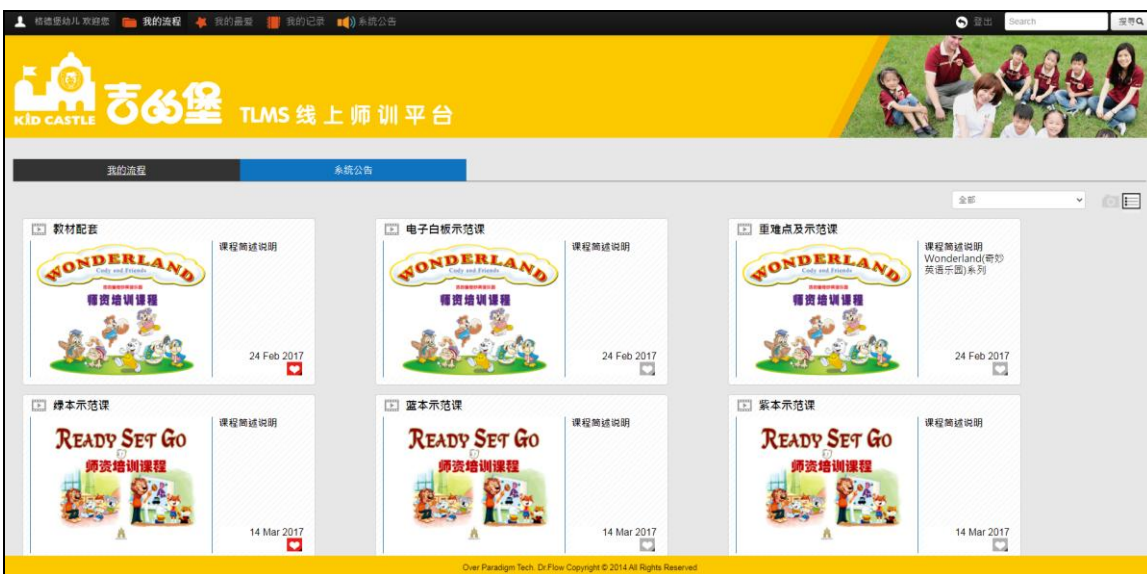 格德堡幼儿 欢迎您 我的流程 我的最爱 我的记录 系统公告 登出 Search 搜寻
KID CASTLE 吉的堡 TLMS 线上师训平台
我的流程 系统公告
全部
教材配套
WONDERLAND
Cody and Friends
师资培训课程
课程简述说明
24 Feb 2017
电子白板示范课
WONDERLAND
Cody and Friends
师资培训课程
课程简述说明
24 Feb 2017
重难点及示范课
WONDERLAND
Cody and Friends
师资培训课程
课程简述说明
Wonderland(奇妙
英语乐园)系列
24 Feb 2017
绿本示范课
READY SET GO
师资培训课程
课程简述说明
14 Mar 2017
蓝本示范课
READY SET GO
师资培训课程
课程简述说明
14 Mar 2017
紫本示范课
READY SET GO
师资培训课程
课程简述说明
14 Mar 2017
Over Paradigm Tech. Dr.Flow Copyright © 2014 All Rights Reserved